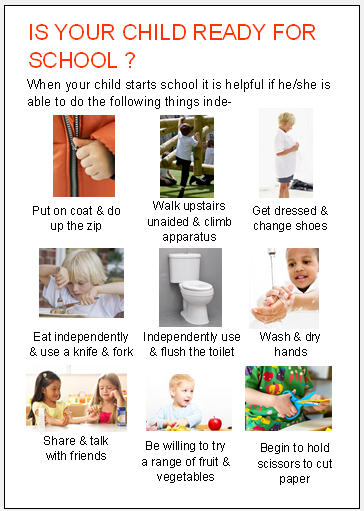 IS YOUR CHILD READY FOR
SCHOOL ?
When your child starts school it is helpful if he/she is
able to do the following things inde-
Put on coat & do
up the zip
Walk upstairs
unaided & climb
apparatus
Get dressed &
change shoes
Eat independently
& use a knife & fork
Independently use
& flush the toilet
Wash & dry
hands
Share & talk
with friends
Be willing to try
a range of fruit &
vegetables
Begin to hold
scissors to cut
paper